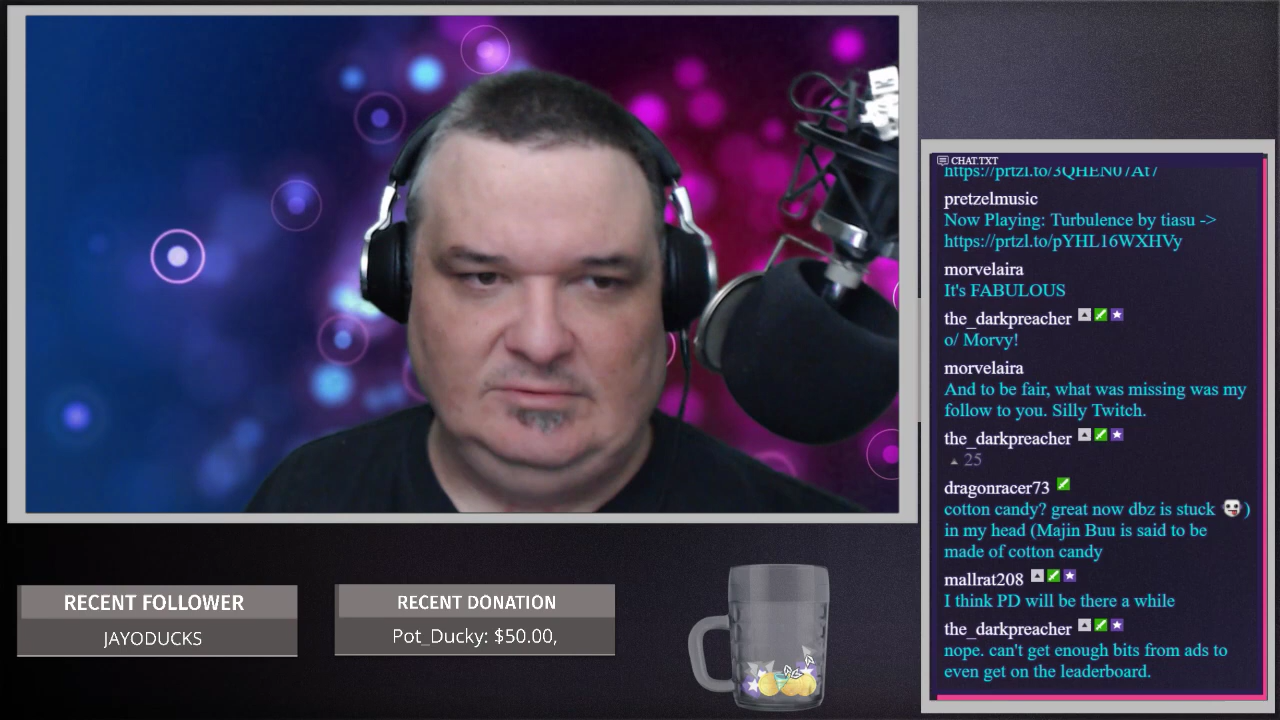 CHAT.TXT
https://prtzl.to/3QHEN07At7
pretzelmusic
Now Playing: Turbulence by tiasu ->
https://prtzl.to/pYHL16WXHVy
morvelaira
It's FABULOUS
the_darkpreacher
o/ Morvy!
morvelaira
And to be fair, what was missing was my
follow to you. Silly Twitch.
the_darkpreacher
25
dragonracer73
cotton candy? great now dbz is stuck )
in my head (Majin Buu is said to be
made of cotton candy
mallrat208
I think PD will be there a while
the_darkpreacher
nope. can't get enough bits from ads to
even get on the leaderboard.
RECENT FOLLOWER
JAYODUCKS
RECENT DONATION
Pot_Ducky: $50.00,